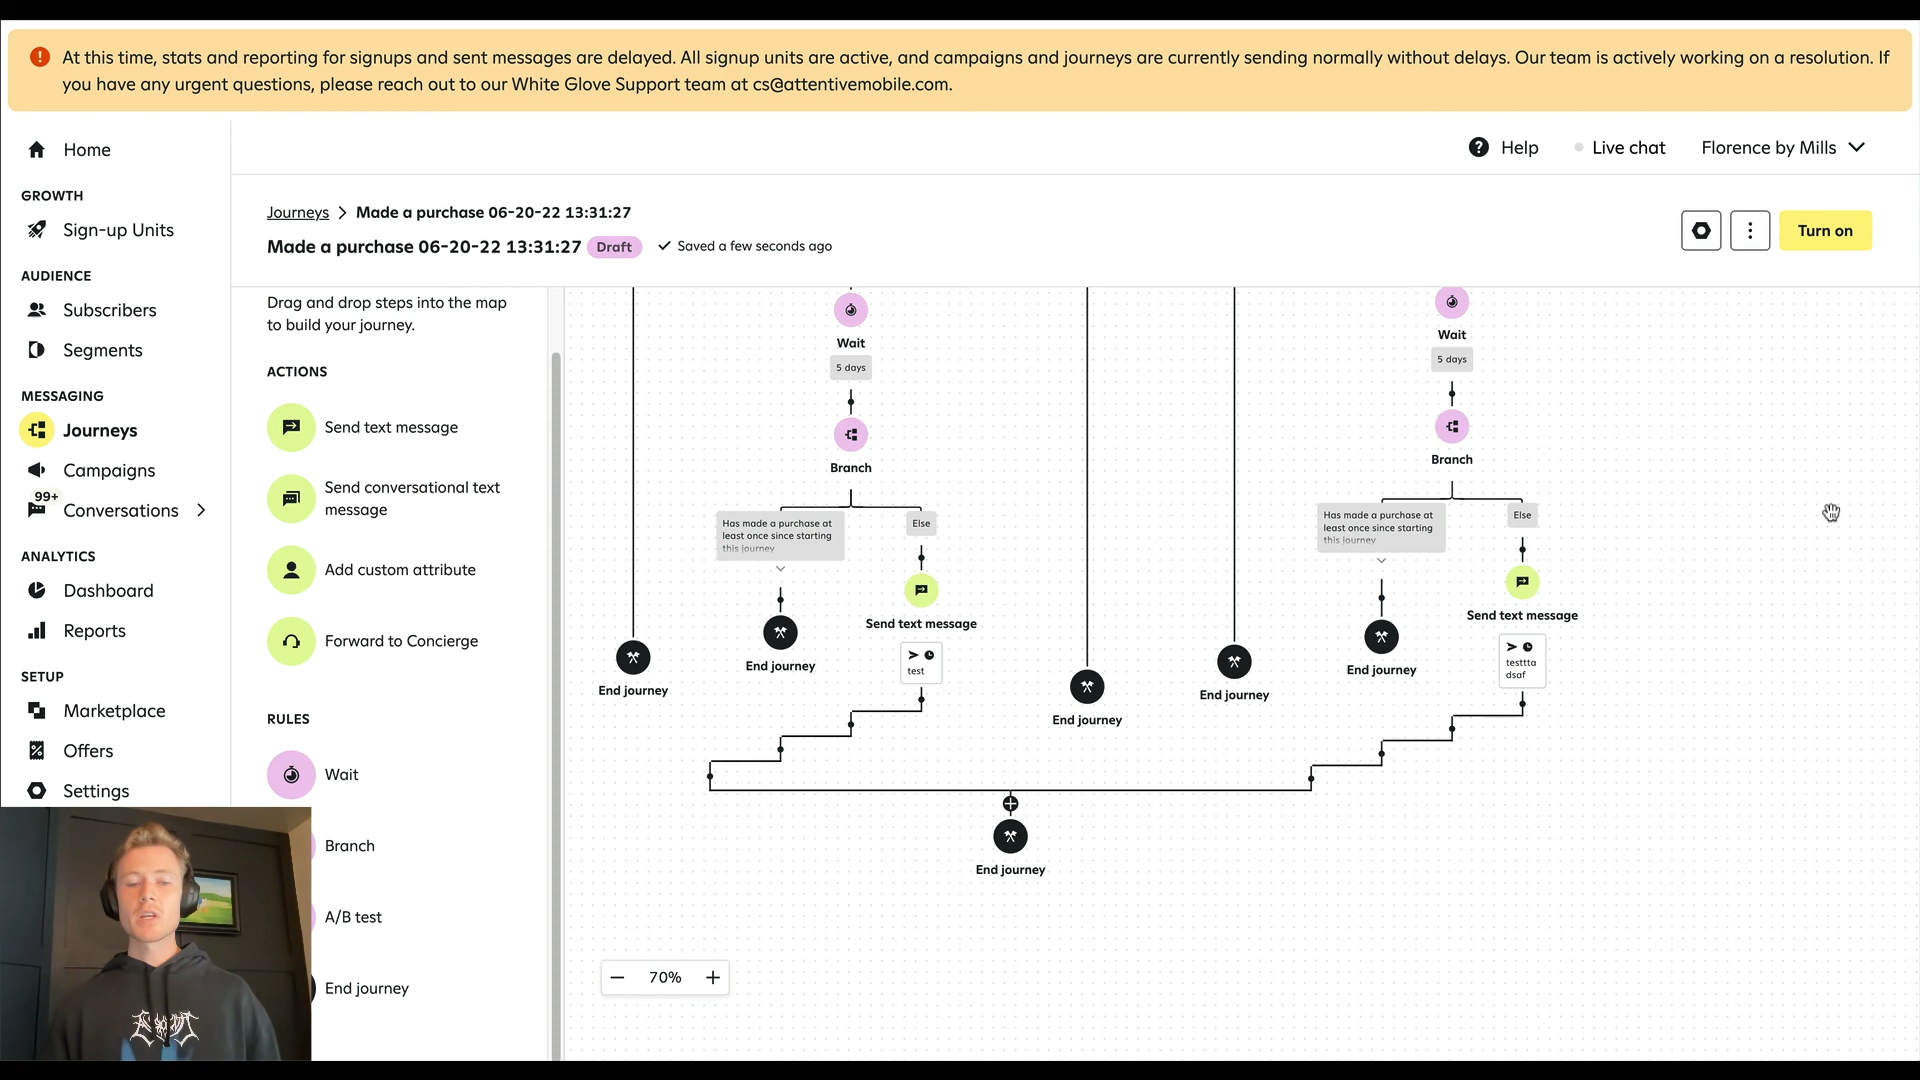 At this time, stats and reporting for signups and sent messages are delayed. All signup units are active, and campaigns and journeys are currently sending normally without delays. Our team is actively working on a resolution. If
you have any urgent questions, please reach out to our White Glove Support team at cs@attentivemobile.com.
Home
Help
Live chat
Florence by Mills
GROWTH
Sign-up Units
AUDIENCE
Subscribers
Segments
MESSAGING
Journeys
Campaigns
99+
Conversations
ANALYTICS
Dashboard
Reports
SETUP
Marketplace
Offers
Settings
Journeys > Made a purchase 06-20-22 13:31:27
Made a purchase 06-20-22 13:31:27 Draft Saved a few seconds ago
Turn on
Drag and drop steps into the map
to build your journey.
ACTIONS
Send text message
Send conversational text
message
Add custom attribute
Forward to Concierge
RULES
Wait
Branch
A/B test
End journey
Wait
5 days
Branch
Has made a purchase at
least once since starting
this journey
Else
Send text message
test
End journey
End journey
End journey
Wait
5 days
Branch
Has made a purchase at
least once since starting
this journey
Else
Send text message
testta
dsaf
End journey
End journey
End journey
70%